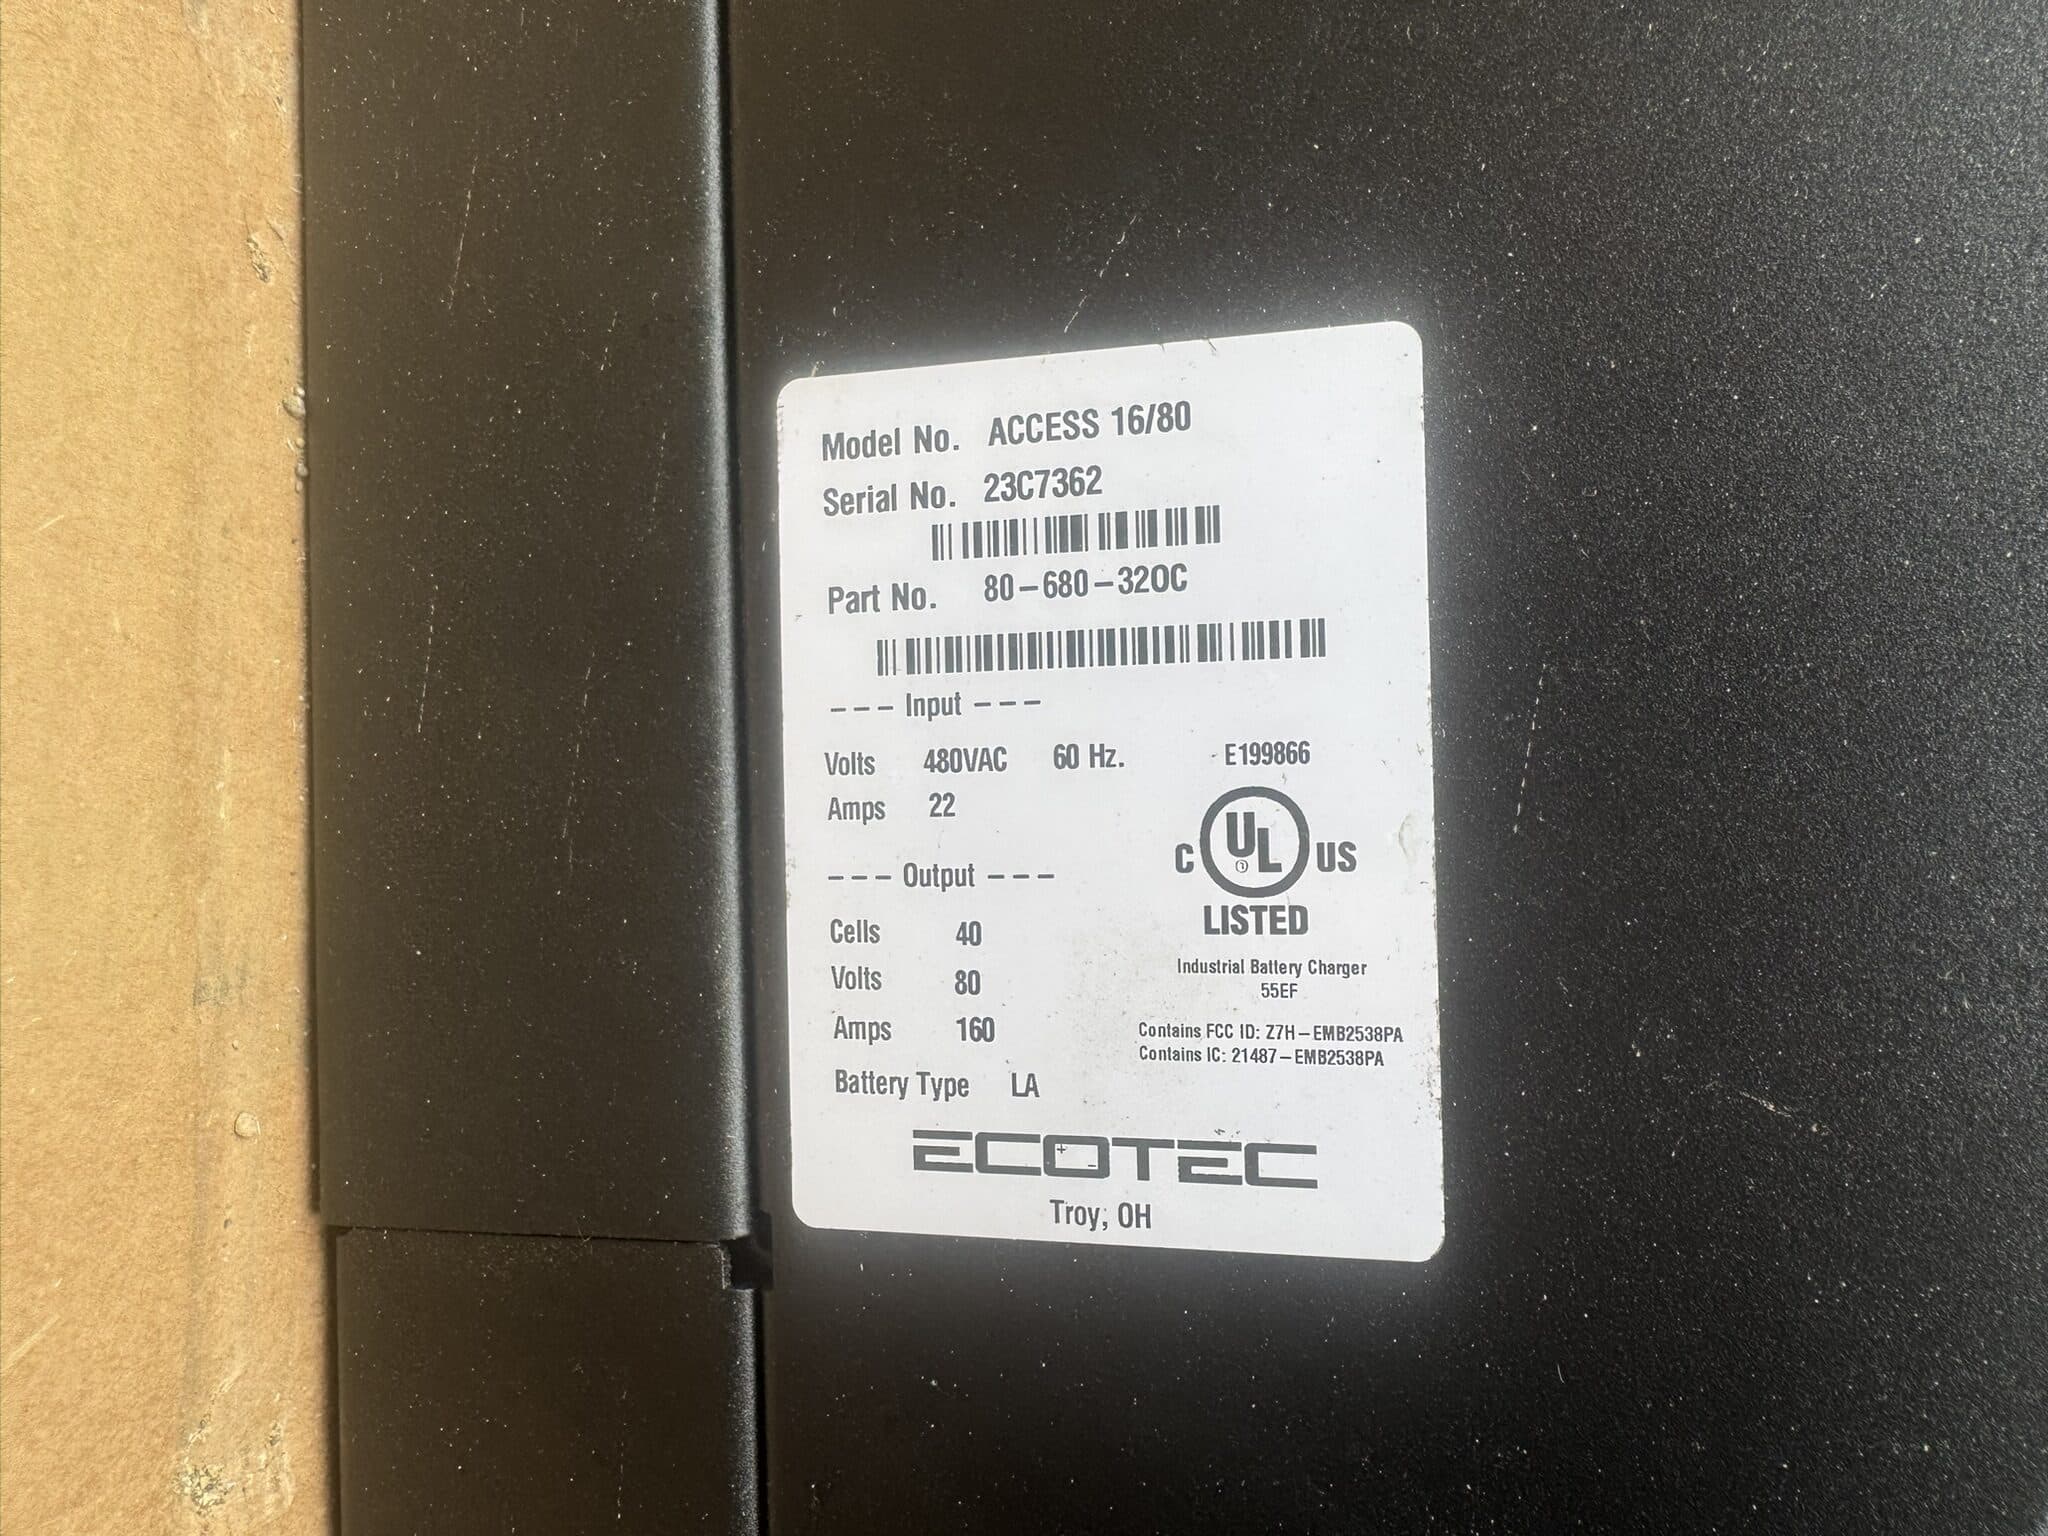 Model No. ACCESS 16/80
Serial No. 23C7362
Part No. 80-680-320C
--- Input ---
Volts 480VAC 60 Hz. E199866
Amps 22
C UL US
LISTED
--- Output ---
Cells 40
Volts 80
Amps 160
Battery Type LA
Industrial Battery Charger
55EF
Contains FCC ID: Z7H-EMB2538PA
Contains IC: 21487-EMB2538PA
ECOTEC
Troy, OH